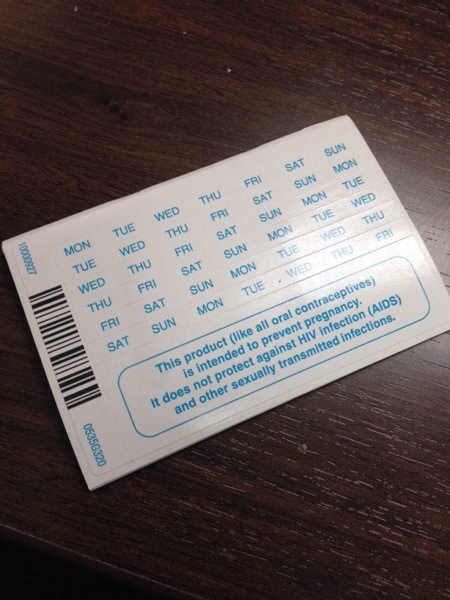 1000927
MON TUE WED THU FRI SAT SUN
TUE WED THU FRI SAT SUN MON
WED THU FRI SAT SUN MON TUE
THU FRI SAT SUN MON TUE WED
FRI SAT SUN MON TUE WED THU
SAT SUN MON TUE WED THU FRI
This product (like all oral contraceptives)
is intended to prevent pregnancy.
It does not protect against HIV infection (AIDS)
and other sexually transmitted infections.
0535G320